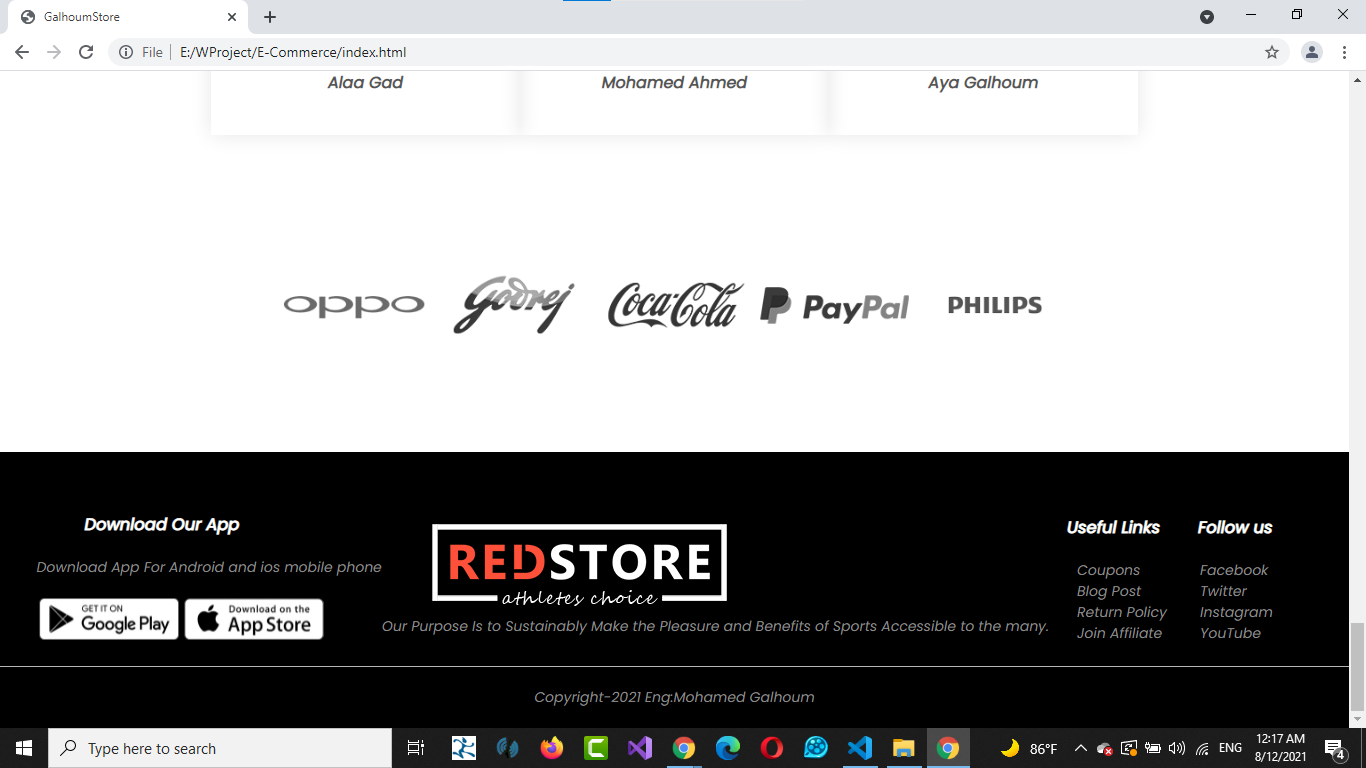 GalhoumStore
File
E:/WProject/E-Commerce/index.html
Alaa Gad
Mohamed Ahmed
Aya Galhoum
oppo
Godrej
Coca-Cola
PayPal
PHILIPS
Download Our App
Download App For Android and ios mobile phone
GET IT ON
Google Play
Download on the
App Store
REDSTORE
athletes choice
Our Purpose Is to Sustainably Make the Pleasure and Benefits of Sports Accessible to the many.
Useful Links
Coupons
Blog Post
Return Policy
Join Affiliate
Follow us
Facebook
Twitter
Instagram
YouTube
Copyright-2021 Eng:Mohamed Galhoum
Type here to search
86°F
ENG
12:17 AM
8/12/2021
4